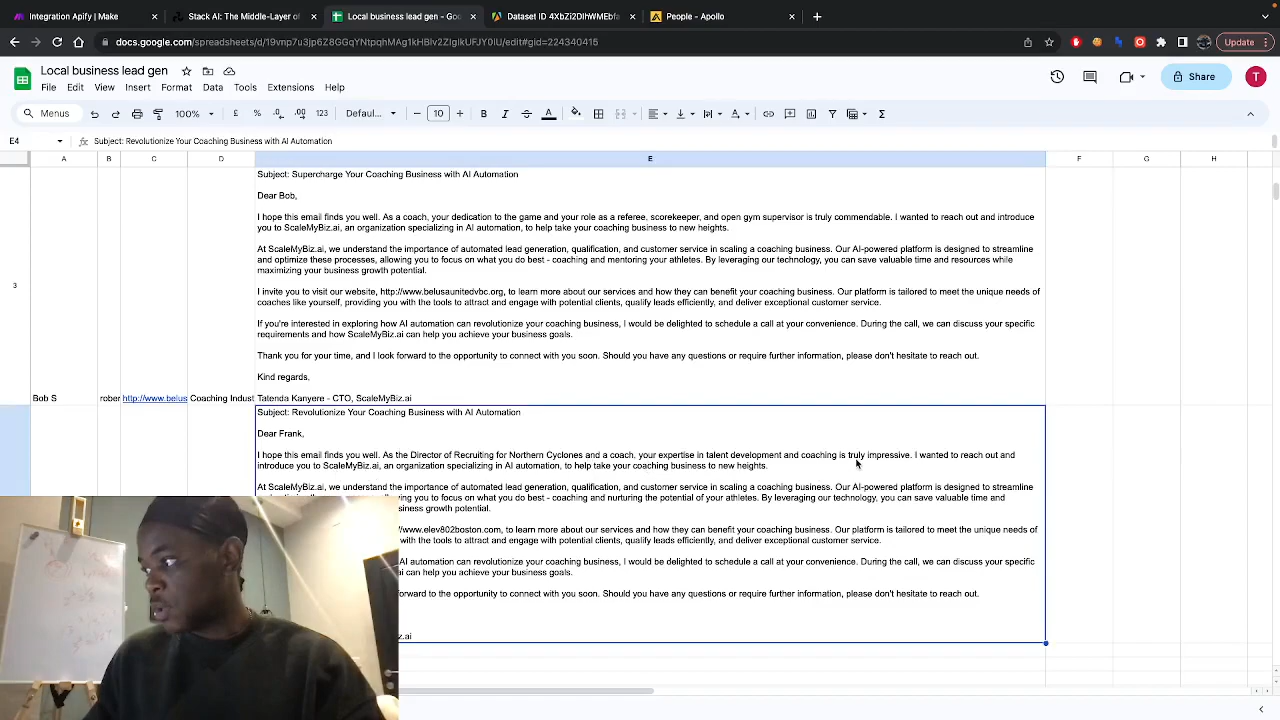 Integration Apify | Make
Stack AI: The Middle-Layer of
Local business lead gen - Goo
Dataset ID 4XbZl2DlHWMEbfa
People - Apollo
docs.google.com/spreadsheets/d/19vnp7u3jp6Z8GGqYNtpqhMAg1kHBlv2ZIgIkUFJY0IU/edit#gid=224340415
Update
Local business lead gen
File Edit View Insert Format Data Tools Extensions Help
Share
T
Menus 100% £ % .0 .00 123 Defaul... 10 B I A
E4 fx Subject: Revolutionize Your Coaching Business with AI Automation
A B C D E F G H
Subject: Supercharge Your Coaching Business with AI Automation
Dear Bob,
I hope this email finds you well. As a coach, your dedication to the game and your role as a referee, scorekeeper, and open gym supervisor is truly commendable. I wanted to reach out and introduce
you to ScaleMyBiz.ai, an organization specializing in AI automation, to help take your coaching business to new heights.
At ScaleMyBiz.ai, we understand the importance of automated lead generation, qualification, and customer service in scaling a coaching business. Our AI-powered platform is designed to streamline
and optimize these processes, allowing you to focus on what you do best - coaching and mentoring your athletes. By leveraging our technology, you can save valuable time and resources while
maximizing your business growth potential.
3
I invite you to visit our website, http://www.belusaunitedvbc.org, to learn more about our services and how they can benefit your coaching business. Our platform is tailored to meet the unique needs of
coaches like yourself, providing you with the tools to attract and engage with potential clients, qualify leads efficiently, and deliver exceptional customer service.
If you're interested in exploring how AI automation can revolutionize your coaching business, I would be delighted to schedule a call at your convenience. During the call, we can discuss your specific
requirements and how ScaleMyBiz.ai can help you achieve your business goals.
Thank you for your time, and I look forward to the opportunity to connect with you soon. Should you have any questions or require further information, please don't hesitate to reach out.
Kind regards,
Bob S rober http://www.belus Coaching Indust Tatenda Kanyere - CTO, ScaleMyBiz.ai
Subject: Revolutionize Your Coaching Business with AI Automation
Dear Frank,
I hope this email finds you well. As the Director of Recruiting for Northern Cyclones and a coach, your expertise in talent development and coaching is truly impressive. I wanted to reach out and
introduce you to ScaleMyBiz.ai, an organization specializing in AI automation, to help take your coaching business to new heights.
At ScaleMyBiz.ai, we understand the importance of automated lead generation, qualification, and customer service in scaling a coaching business. Our AI-powered platform is designed to streamline
ving you to focus on what you do best - coaching and nurturing the potential of your athletes. By leveraging our technology, you can save valuable time and
siness growth potential.
//www.elev802boston.com, to learn more about our services and how they can benefit your coaching business. Our platform is tailored to meet the unique needs of
with the tools to attract and engage with potential clients, qualify leads efficiently, and deliver exceptional customer service.
AI automation can revolutionize your coaching business, I would be delighted to schedule a call at your convenience. During the call, we can discuss your specific
ai can help you achieve your business goals.
forward to the opportunity to connect with you soon. Should you have any questions or require further information, please don't hesitate to reach out.
z.ai